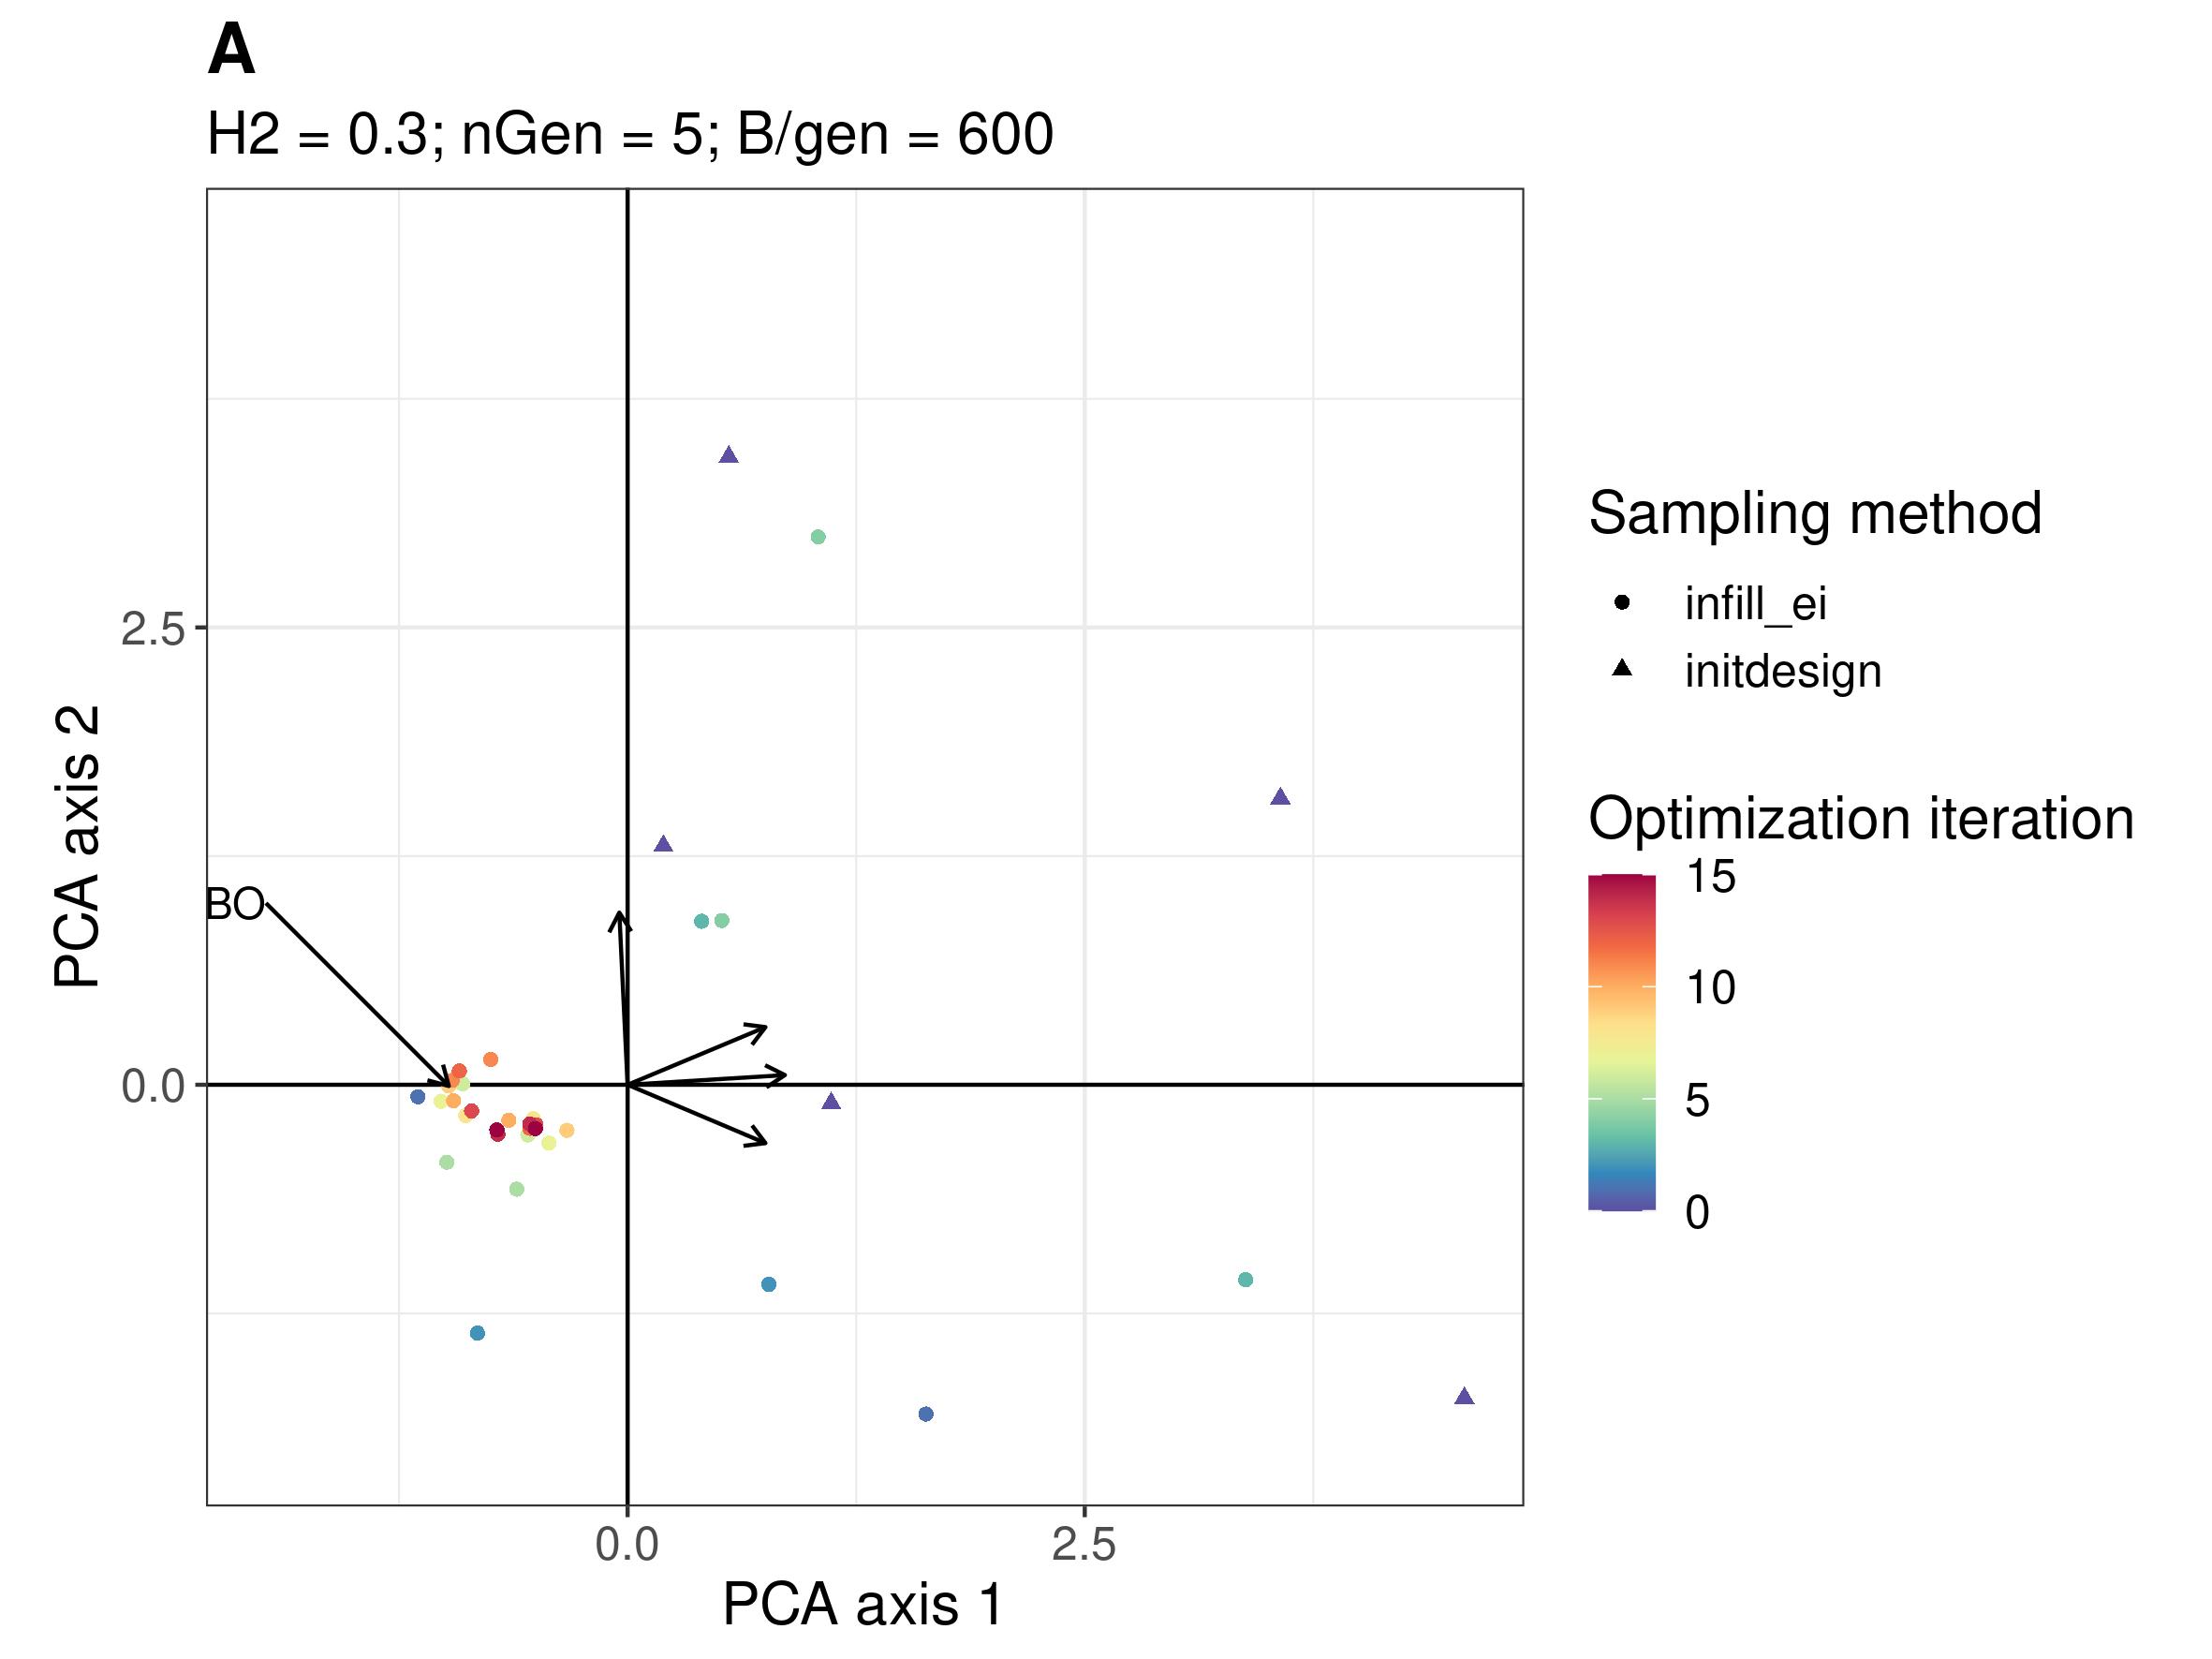 A
H2 = 0.3; nGen = 5; B/gen = 600
PCA axis 2
2.5
0.0
BO
0.0
2.5
PCA axis 1
Sampling method
infill_ei
initdesign
Optimization iteration
15
10
5
0